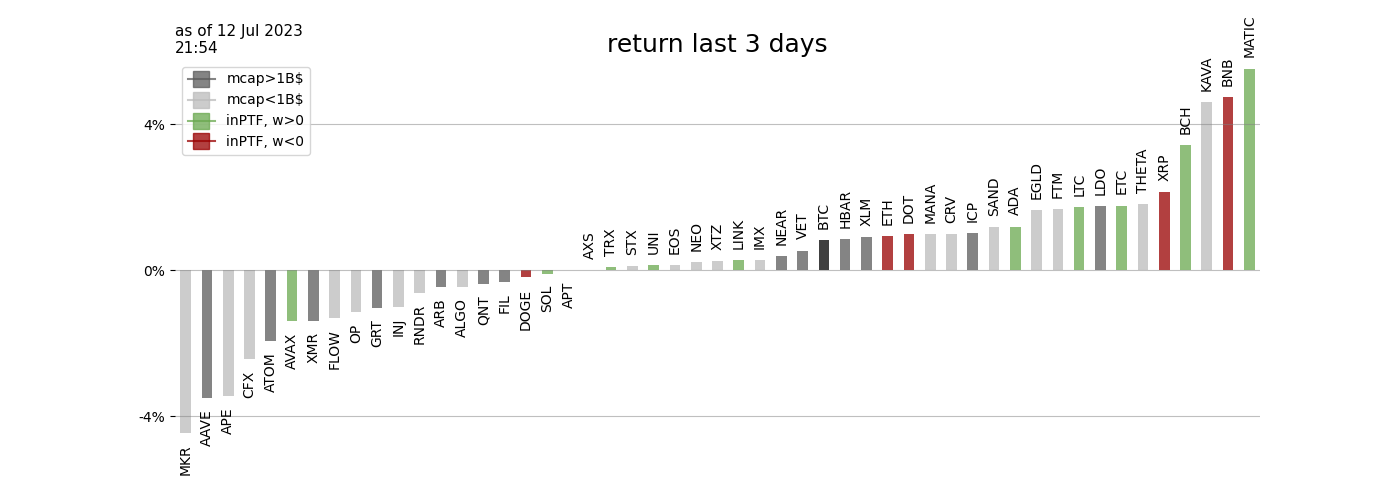 as of 12 Jul 2023
21:54
return last 3 days
mcap>1B$
mcap<1B$
inPTF, w>0
inPTF, w<0
4%
0%
-4%
MKR
AAVE
APE
CFX
ATOM
AVAX
XMR
FLOW
OP
GRT
INJ
RNDR
ARB
ALGO
QNT
FIL
DOGE
SOL
APT
AXS
TRX
STX
UNI
EOS
NEO
XTZ
LINK
IMX
NEAR
VET
BTC
HBAR
XLM
ETH
DOT
MANA
CRV
ICP
SAND
ADA
EGLD
FTM
LTC
LDO
ETC
THETA
XRP
BCH
KAVA
BNB
MATIC